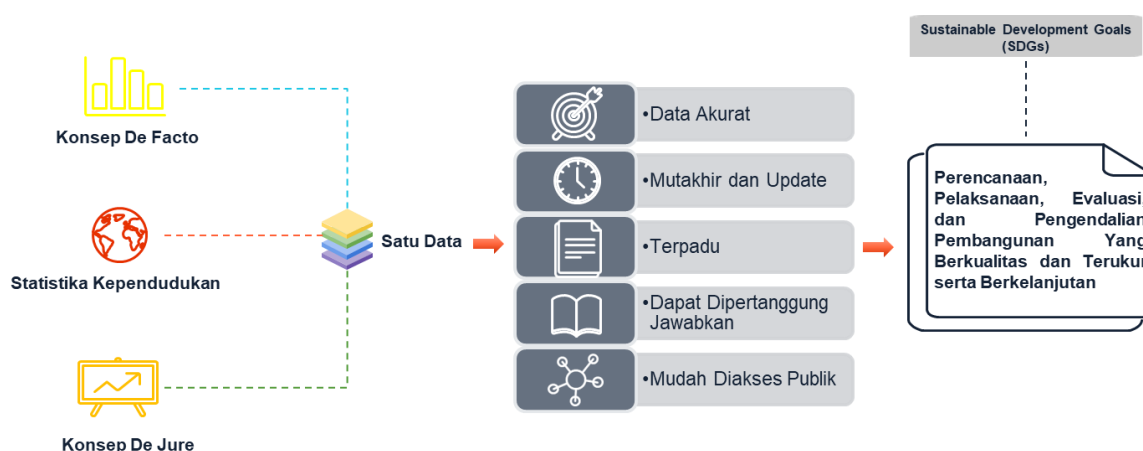 Sustainable Development Goals
(SDGs)
Konsep De Facto
Statistika Kependudukan
Konsep De Jure
Satu Data
•Data Akurat
•Mutakhir dan Update
•Terpadu
•Dapat Dipertanggung
Jawabkan
•Mudah Diakses Publik
Perencanaan,
Pelaksanaan, Evaluasi,
dan Pengendalian
Pembangunan Yang
Berkualitas dan Terukur
serta Berkelanjutan